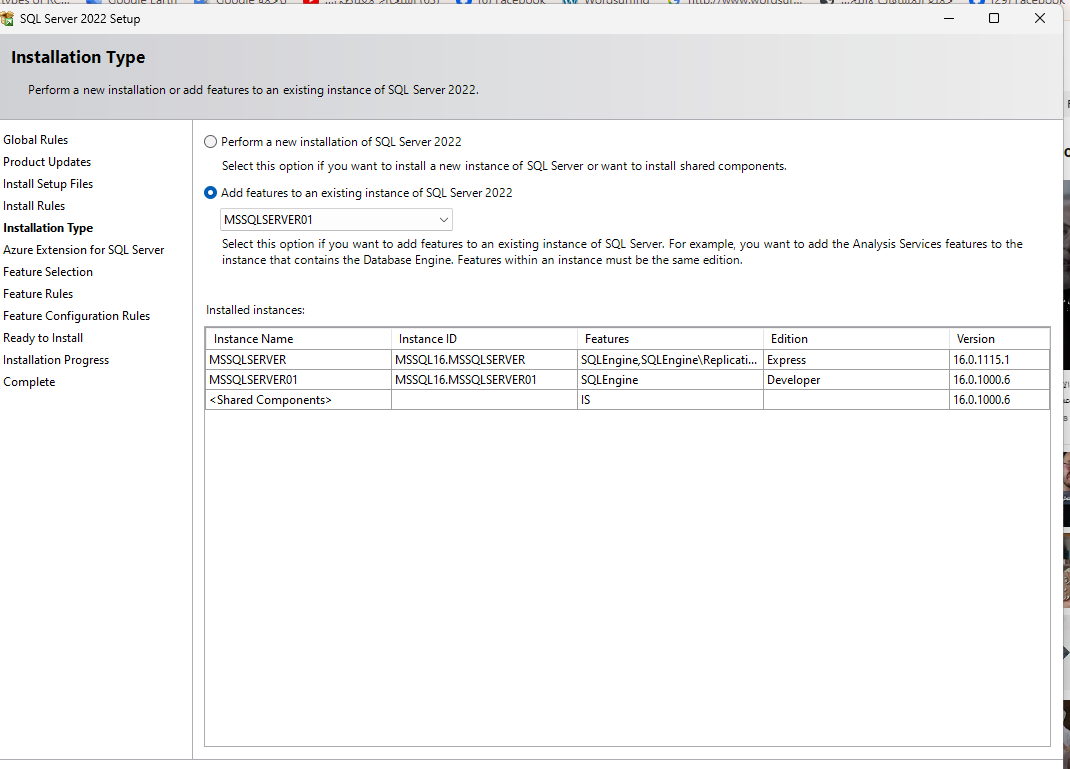 Google Earth
Facebook
Wordsurfing
SQL Server 2022 Setup
Installation Type
Perform a new installation or add features to an existing instance of SQL Server 2022.
Global Rules
Product Updates
Install Setup Files
Install Rules
Installation Type
Azure Extension for SQL Server
Feature Selection
Feature Rules
Feature Configuration Rules
Ready to Install
Installation Progress
Complete
Perform a new installation of SQL Server 2022
Select this option if you want to install a new instance of SQL Server or want to install shared components.
Add features to an existing instance of SQL Server 2022
MSSQLSERVER01
Select this option if you want to add features to an existing instance of SQL Server. For example, you want to add the Analysis Services features to the
instance that contains the Database Engine. Features within an instance must be the same edition.
Installed instances:
Instance Name Instance ID Features Edition Version
MSSQLSERVER MSSQL16.MSSQLSERVER SQLEngine,SQLEngine\Replicati... Express 16.0.1115.1
MSSQLSERVER01 MSSQL16.MSSQLSERVER01 SQLEngine Developer 16.0.1000.6
<Shared Components> IS 16.0.1000.6